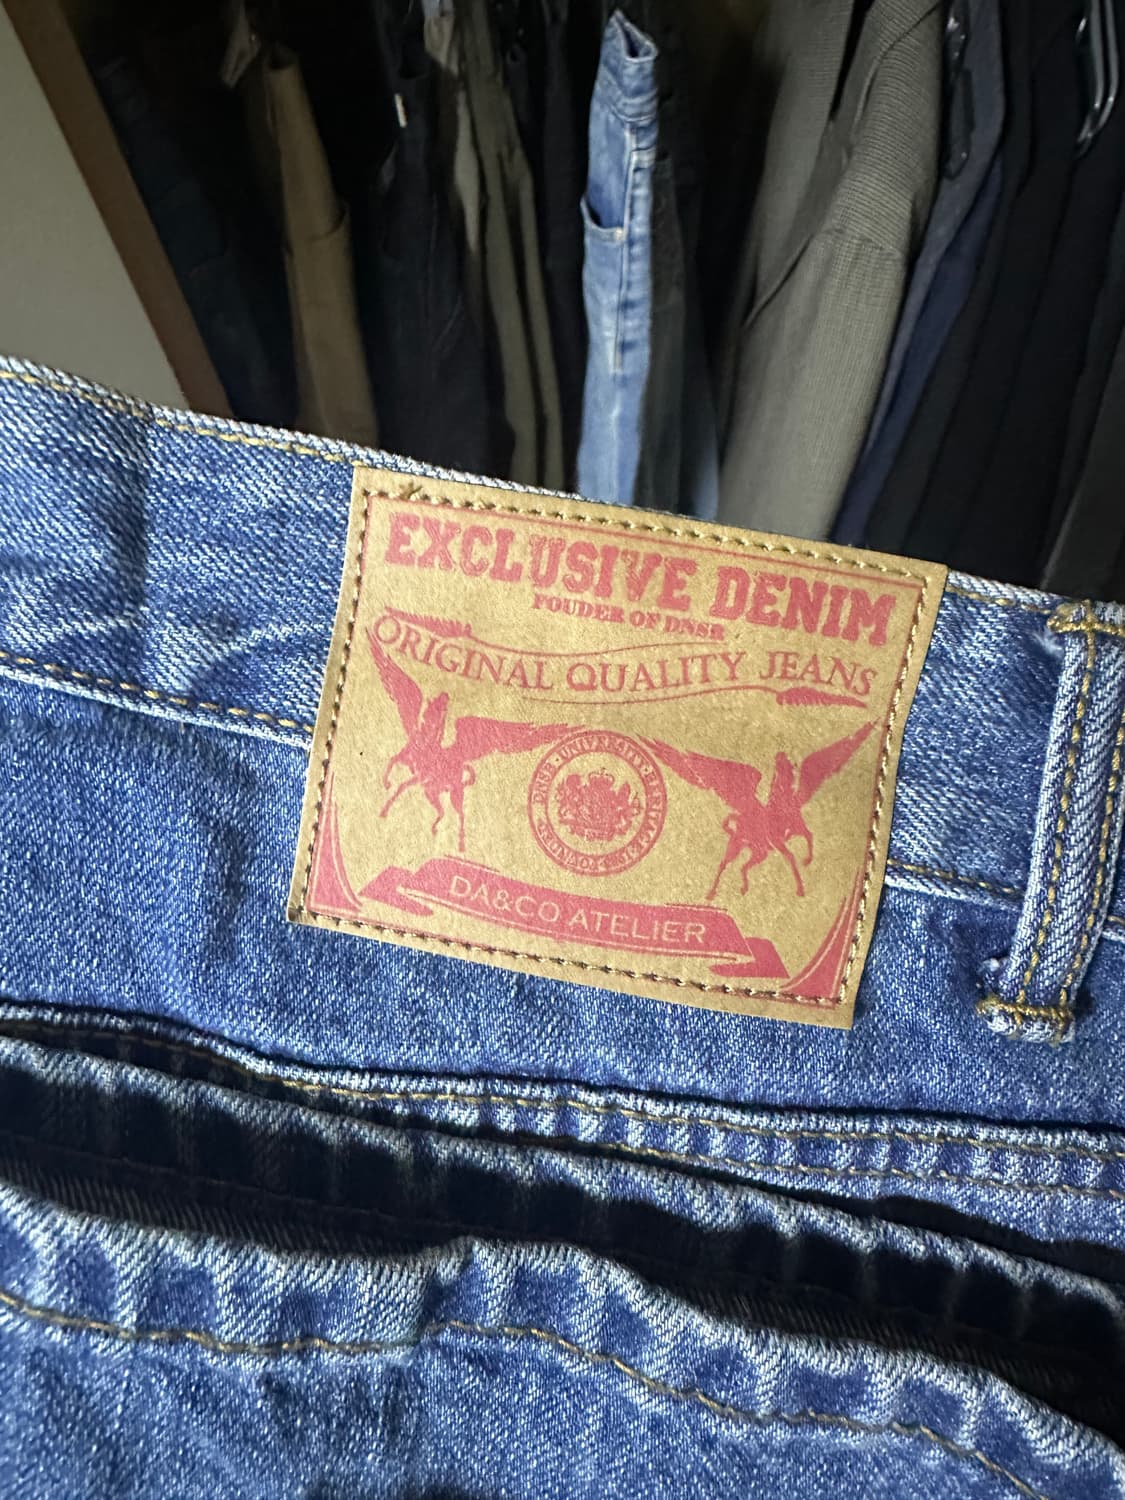 EXCLUSIVE DENIM
FOUDER OF DNSR
ORIGINAL QUALITY JEANS
DA&CO ATELIER